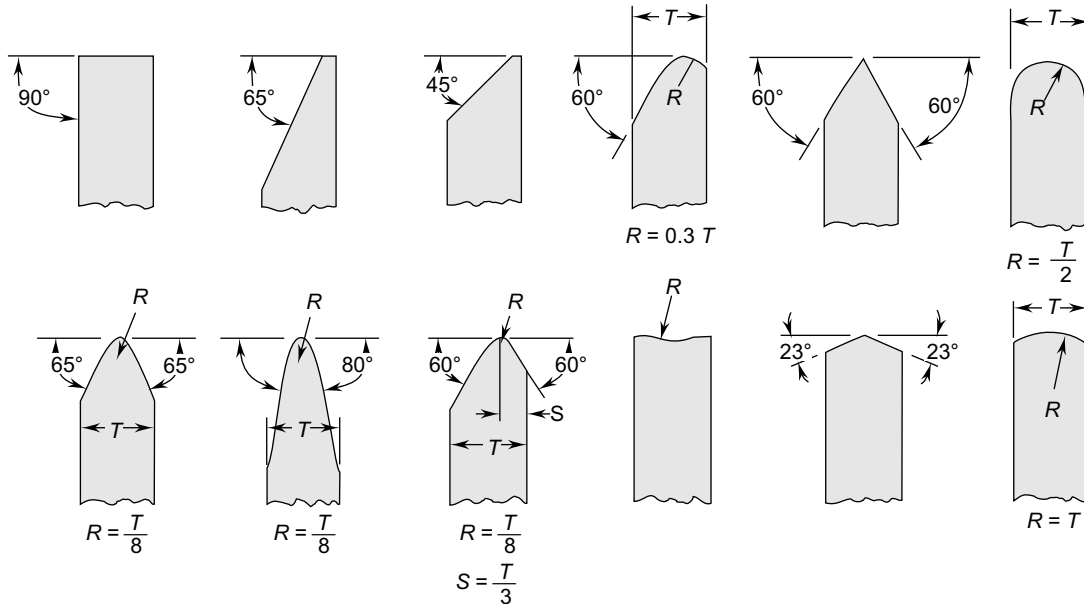 T T
90° 65° 45° 60° R 60° 60° R
R = 0.3 T
R = T/2
R R R R T
65° 65° 80° 60° 60° 23° 23°
T T T S R
R = T/8 R = T/8 R = T/8 R = T
S = T/3